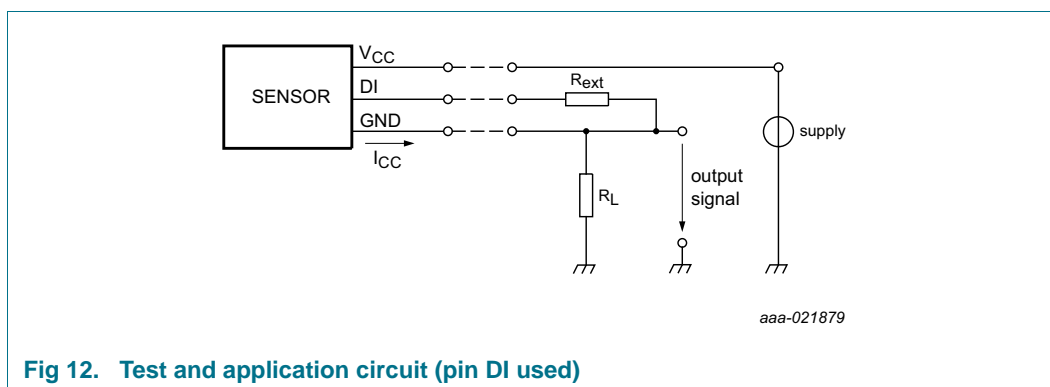 VCC
SENSOR
DI
Rext
GND
supply
ICC
RL
output
signal
aaa-021879
Fig 12. Test and application circuit (pin DI used)